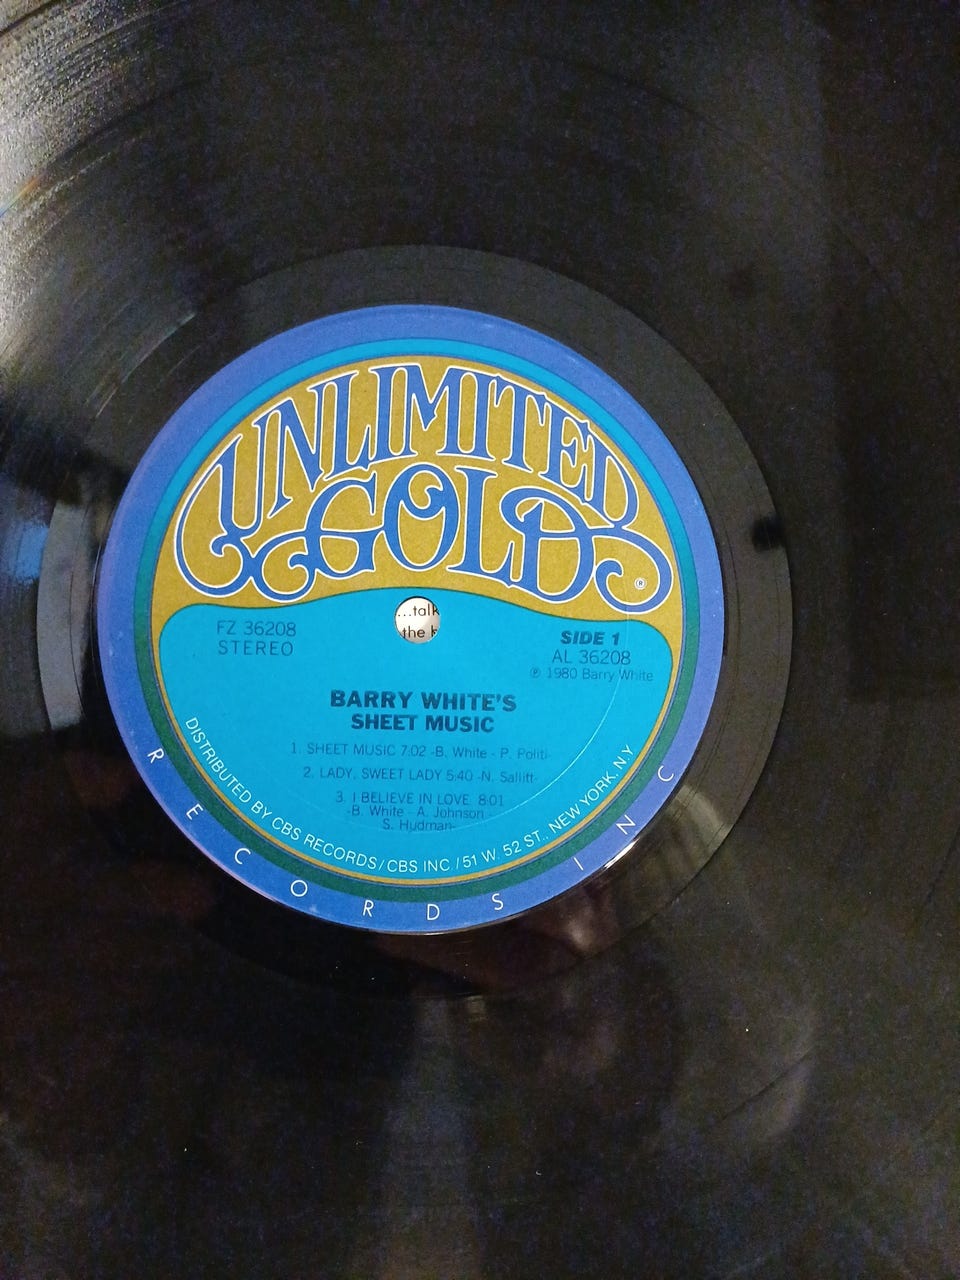 UNLIMITED
GOLD
®
...talk
the k
FZ 36208
STEREO
SIDE 1
AL 36208
℗ 1980 Barry White
BARRY WHITE'S
SHEET MUSIC
1. SHEET MUSIC 7:02 -B. White - P. Politi-
2. LADY, SWEET LADY 5:40 -N. Sallitt-
3. I BELIEVE IN LOVE 8:01
-B. White - A. Johnson
S. Hudman-
DISTRIBUTED BY CBS RECORDS/CBS INC./51 W. 52 ST., NEW YORK, NY
RECORDS INC